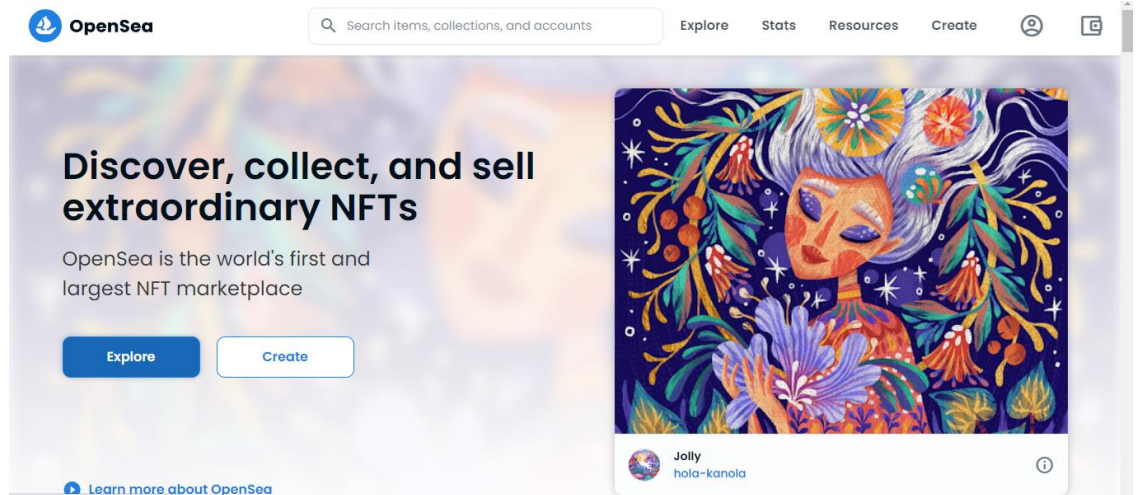 OpenSea
Search items, collections, and accounts
Explore
Stats
Resources
Create
Discover, collect, and sell
extraordinary NFTs
OpenSea is the world's first and
largest NFT marketplace
Explore
Create
Learn more about OpenSea
Jolly
hola-kanola